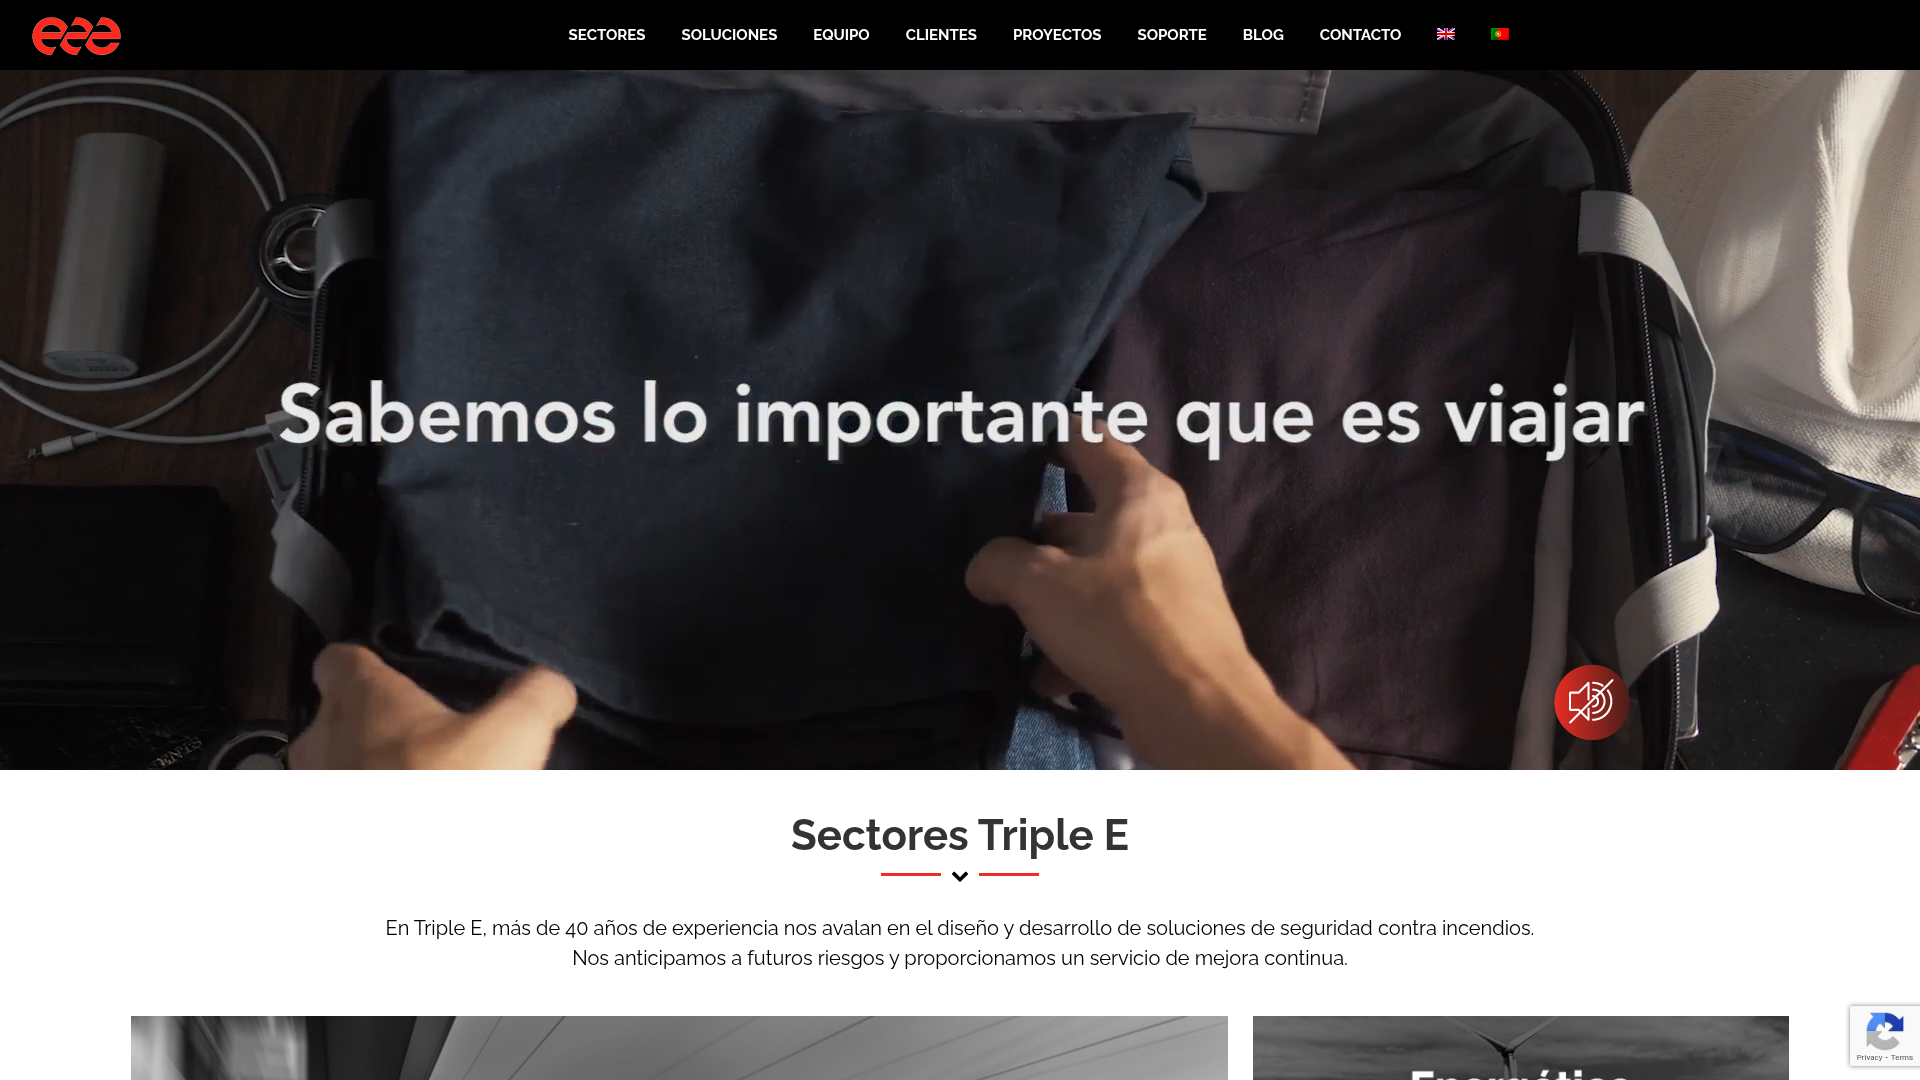 eee
SECTORES SOLUCIONES EQUIPO CLIENTES PROYECTOS SOPORTE BLOG CONTACTO
Sabemos lo importante que es viajar
Sectores Triple E
En Triple E, más de 40 años de experiencia nos avalan en el diseño y desarrollo de soluciones de seguridad contra incendios.
Nos anticipamos a futuros riesgos y proporcionamos un servicio de mejora continua.
Energético
Privacy - Terms